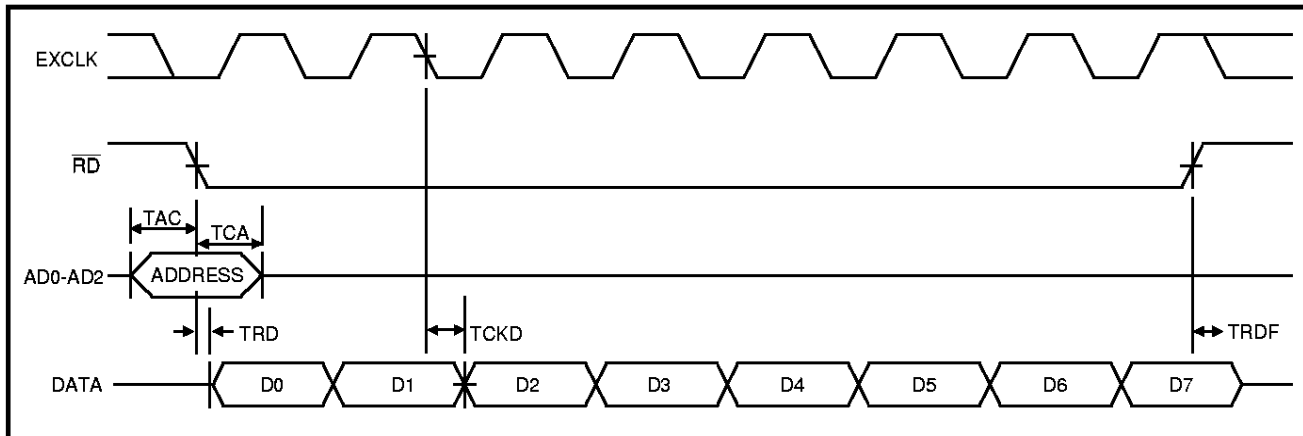 EXCLK
RD
TAC
TCA
AD0-AD2
ADDRESS
TRD
TCKD
TRDF
DATA
D0
D1
D2
D3
D4
D5
D6
D7